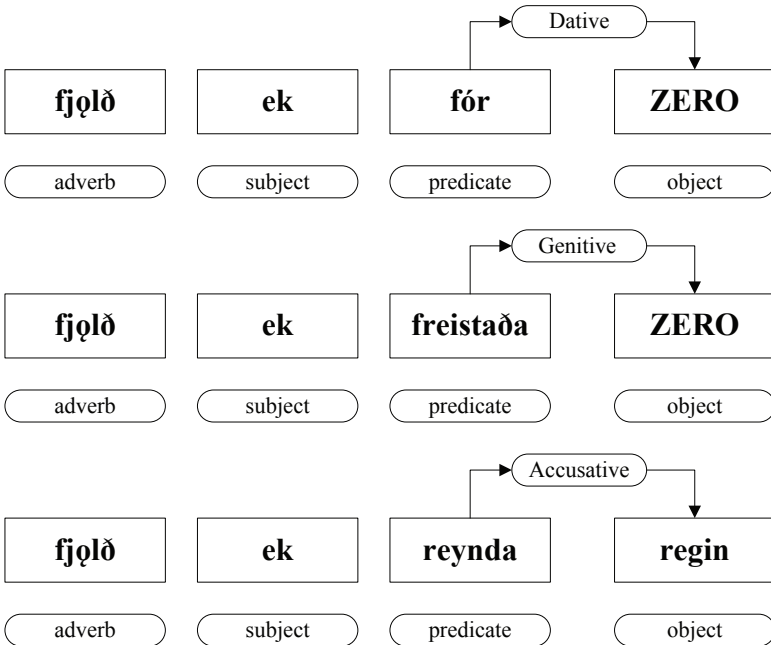 Dative
fjǫlð ek fór ZERO
adverb subject predicate object
Genitive
fjǫlð ek freistaða ZERO
adverb subject predicate object
Accusative
fjǫlð ek reynda regin
adverb subject predicate object